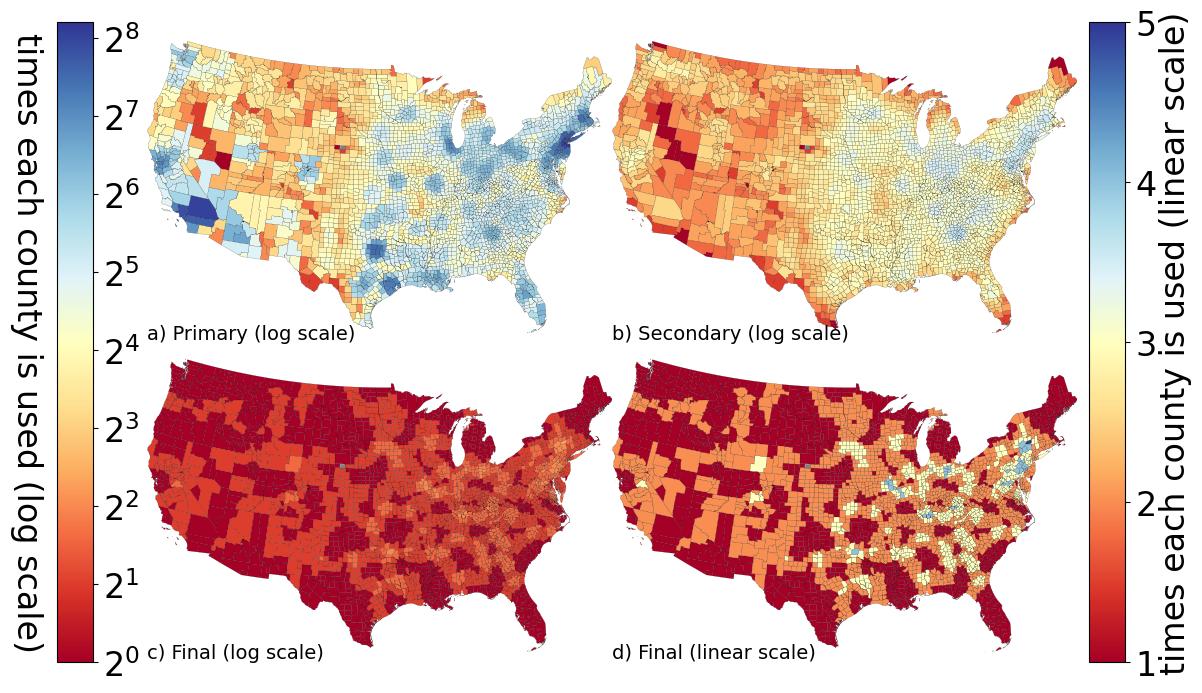 times each county is used (log scale)
2^8
2^7
2^6
2^5
2^4
2^3
2^2
2^1
2^0
a) Primary (log scale)
b) Secondary (log scale)
c) Final (log scale)
d) Final (linear scale)
5
4
3
2
1
times each county is used (linear scale)